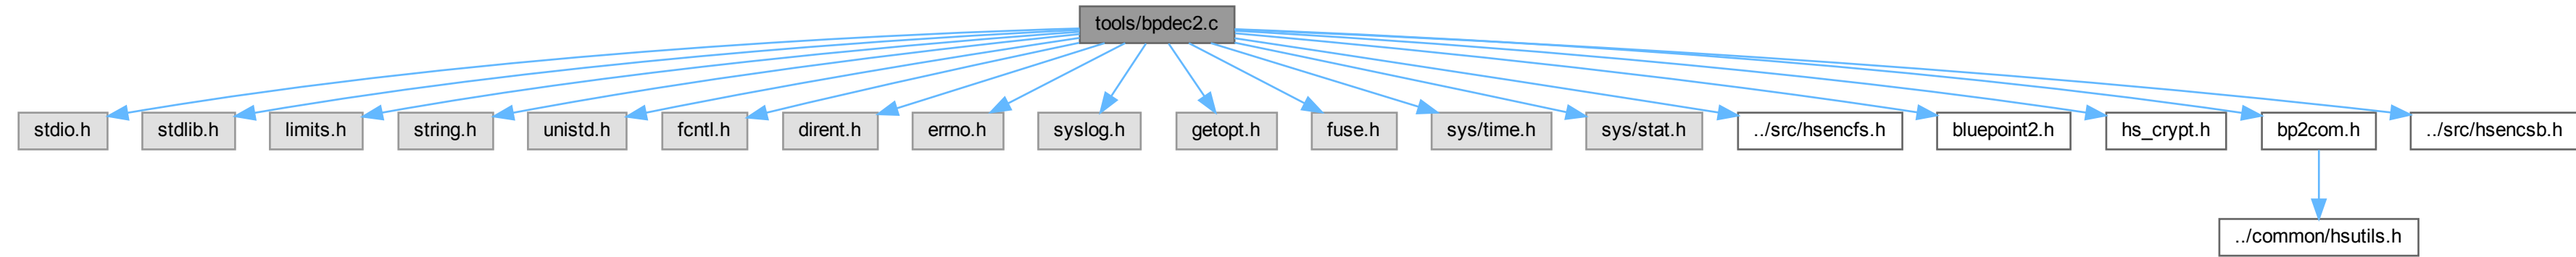 tools/bpdec2.c
stdio.h
stdlib.h
limits.h
string.h
unistd.h
fcntl.h
dirent.h
errno.h
syslog.h
getopt.h
fuse.h
sys/time.h
sys/stat.h
../src/hsencfs.h
bluepoint2.h
hs_crypt.h
bp2com.h
../src/hsencsb.h
../common/hsutils.h